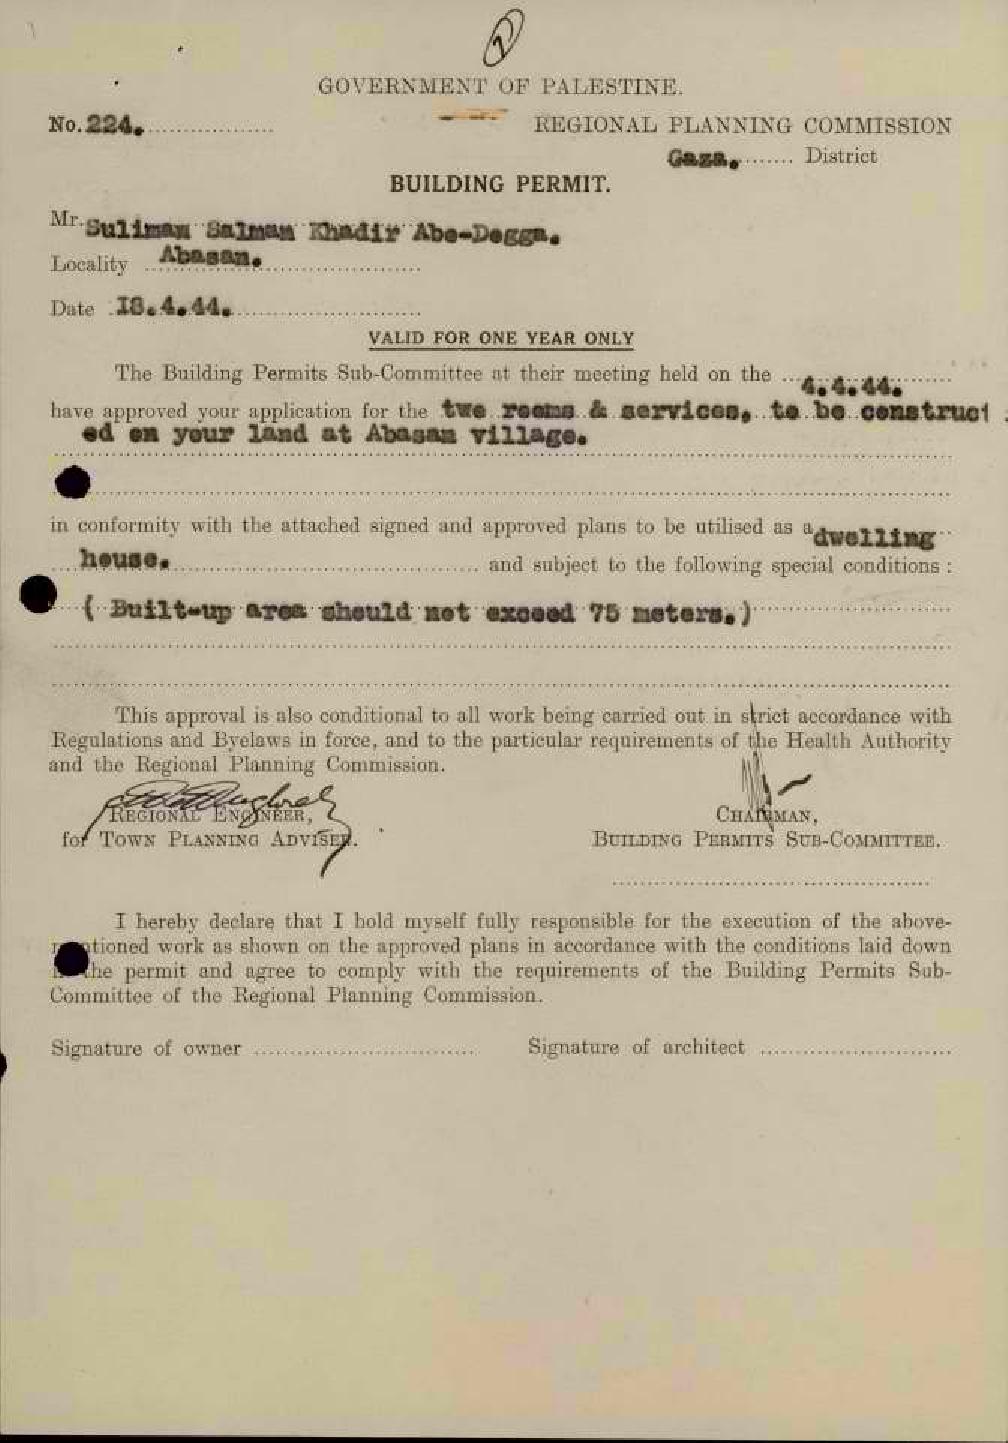 GOVERNMENT OF PALESTINE.
No. 224.
REGIONAL PLANNING COMMISSION
Gaza. District
BUILDING PERMIT.
Mr. Suliman Salman Khadir Abo-Degga.
Locality Abasan.
Date 18.4.44.
VALID FOR ONE YEAR ONLY
The Building Permits Sub-Committee at their meeting held on the 4.4.44.
have approved your application for the two rooms & services, to be construct
ed on your land at Abasan village.
in conformity with the attached signed and approved plans to be utilised as a dwelling
house. and subject to the following special conditions :
( Built-up area should not exceed 75 meters.)
This approval is also conditional to all work being carried out in strict accordance with
Regulations and Byelaws in force, and to the particular requirements of the Health Authority
and the Regional Planning Commission.
REGIONAL ENGINEER,
for TOWN PLANNING ADVISER.
CHAIRMAN,
BUILDING PERMITS SUB-COMMITTEE.
I hereby declare that I hold myself fully responsible for the execution of the above-
mentioned work as shown on the approved plans in accordance with the conditions laid down
the permit and agree to comply with the requirements of the Building Permits Sub-
Committee of the Regional Planning Commission.
Signature of owner
Signature of architect